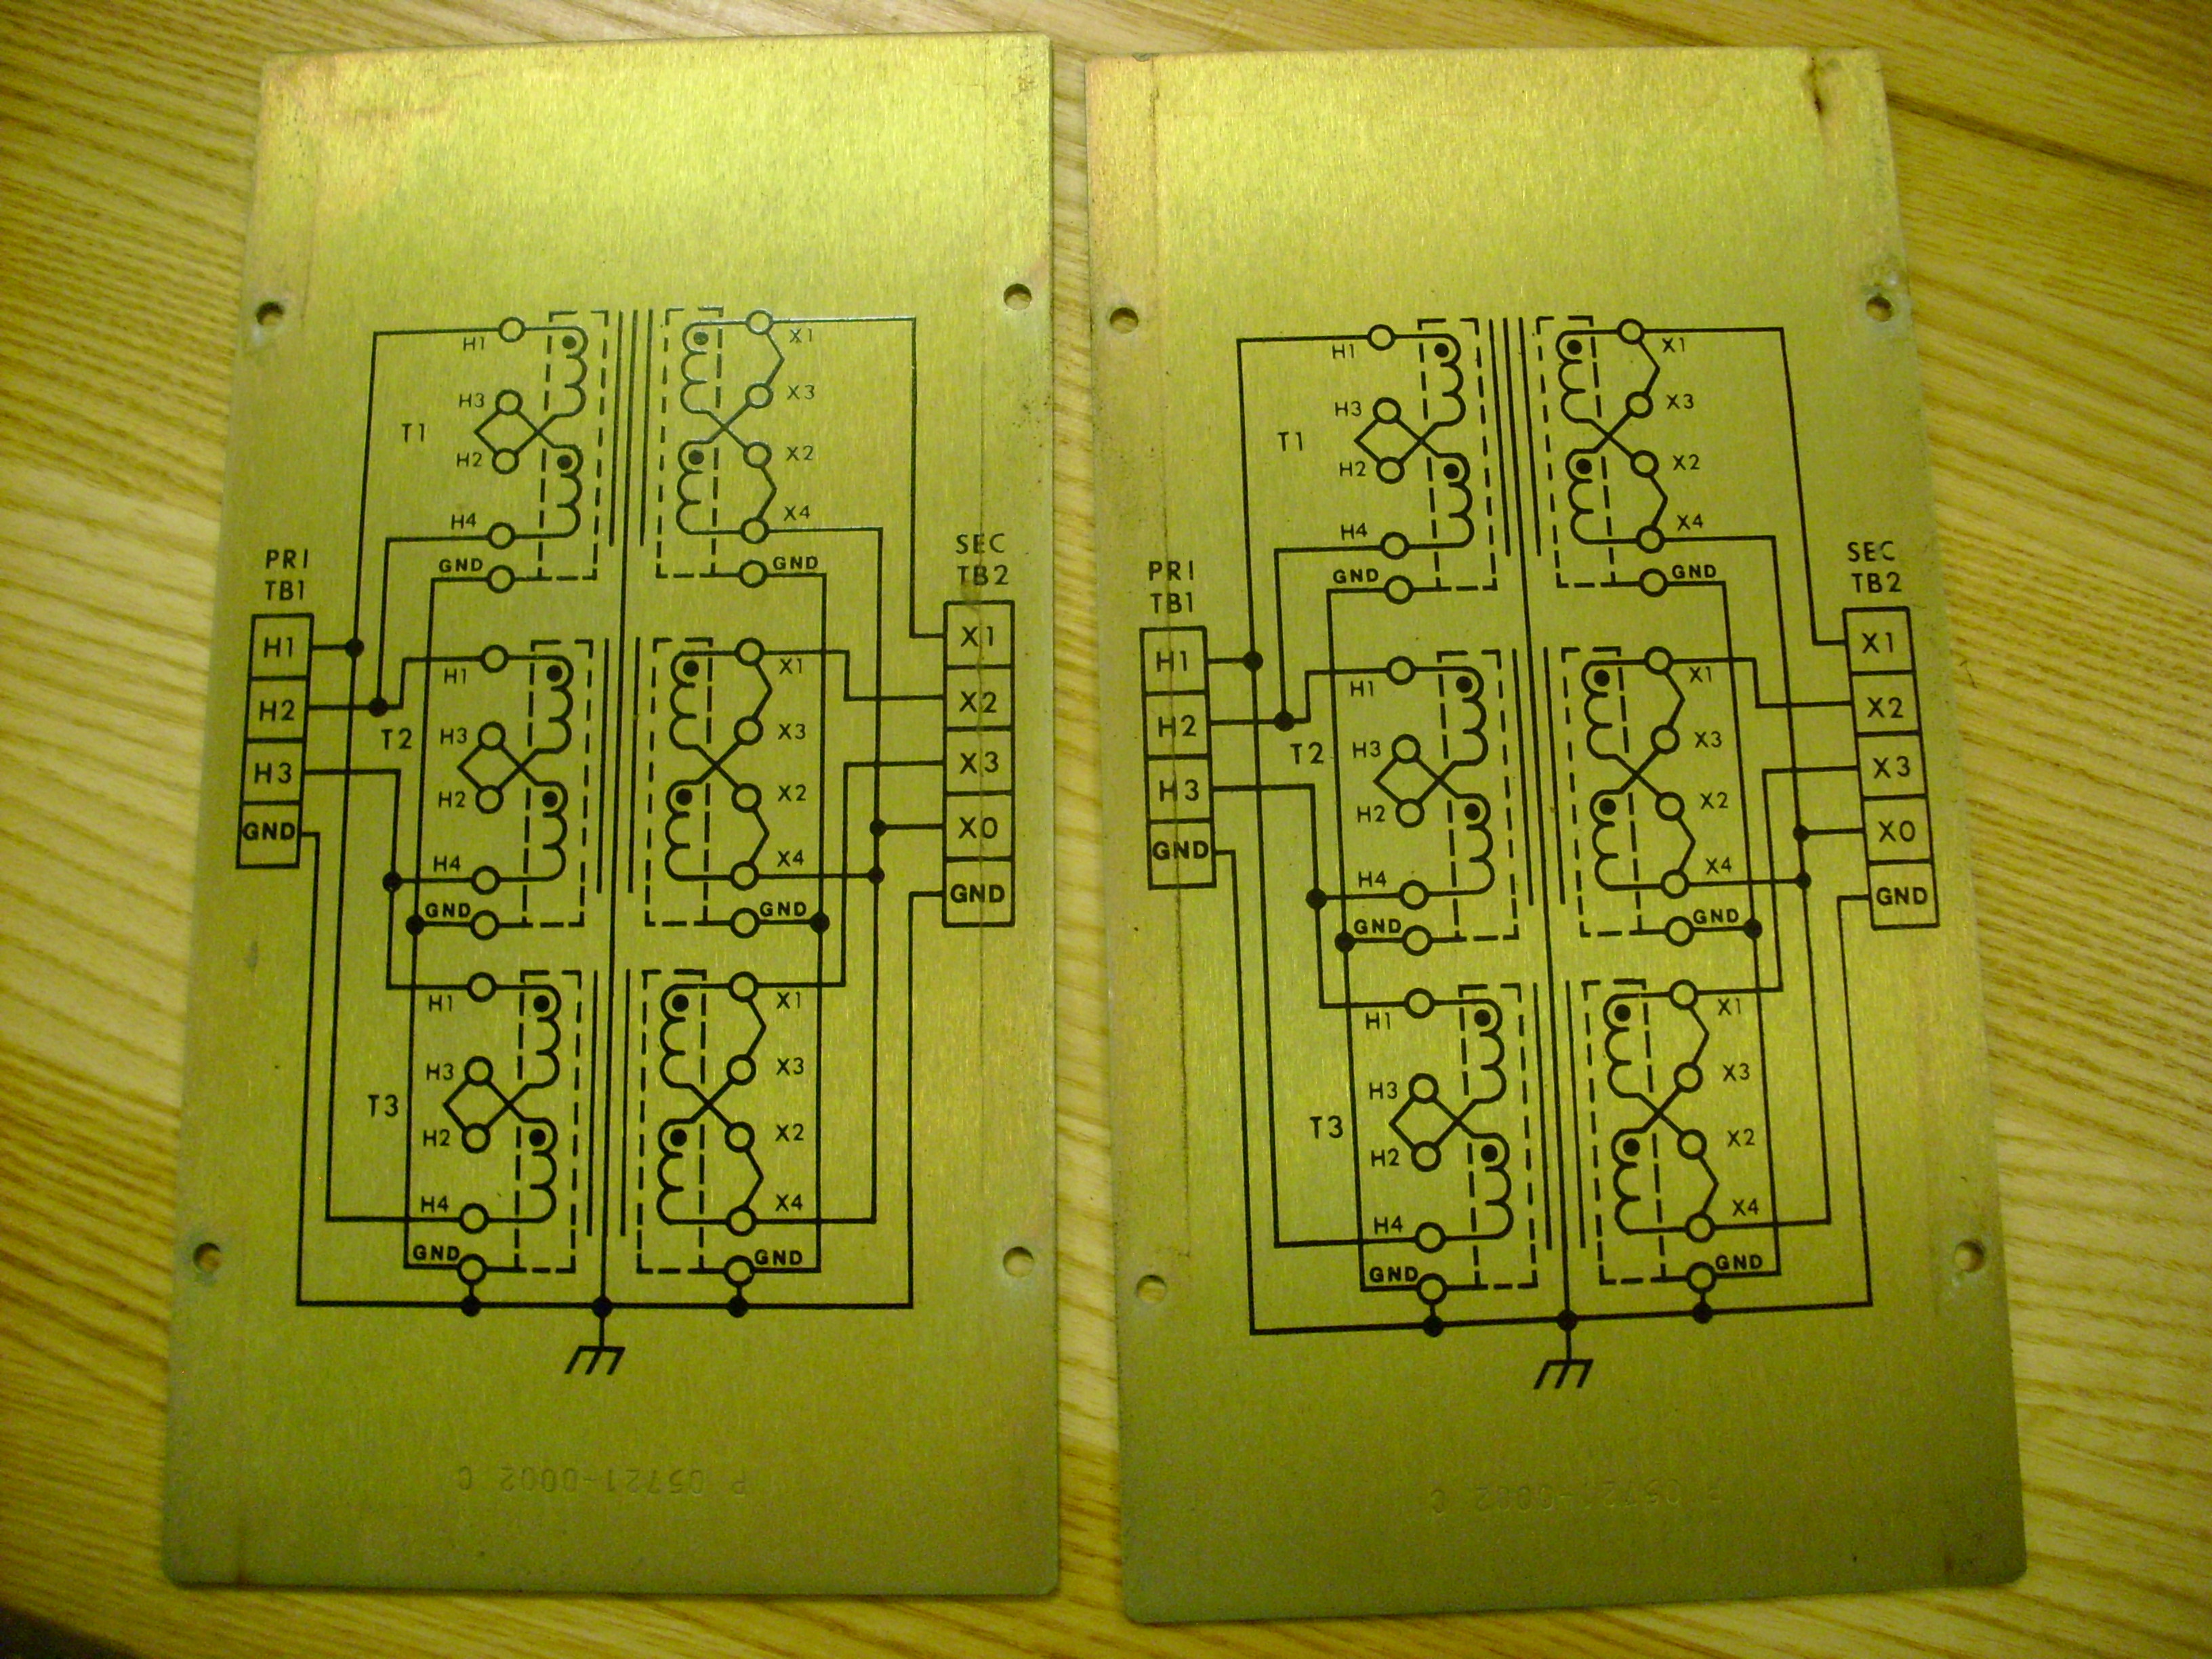 H1
X1
H3
X3
T1
H2
X2
H4
X4
PRI
TB1
GND
GND
SEC
TB2
H1
H2
H3
GND
X1
X2
X3
X0
GND
H1
X1
T2
H3
X3
H2
X2
H4
X4
GND
GND
H1
X1
H3
X3
T3
H2
X2
H4
X4
GND
GND
P 05721-0002 C
H1
X1
H3
X3
T1
H2
X2
H4
X4
PRI
TB1
GND
GND
SEC
TB2
H1
H2
H3
GND
X1
X2
X3
X0
GND
H1
X1
T2
H3
X3
H2
X2
H4
X4
GND
GND
H1
X1
H3
X3
T3
H2
X2
H4
X4
GND
GND
P 05721-0002 C